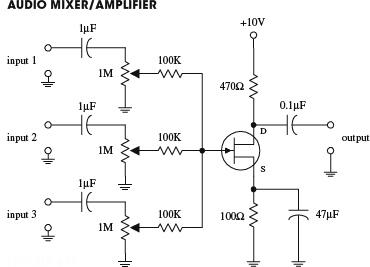 AUDIO MIXER/AMPLIFIER
+10V
1µF
input 1
100K
1M
470Ω
0.1µF
1µF
D
input 2
100K
output
1M
S
1µF
input 3
100K
1M
100Ω
47µF